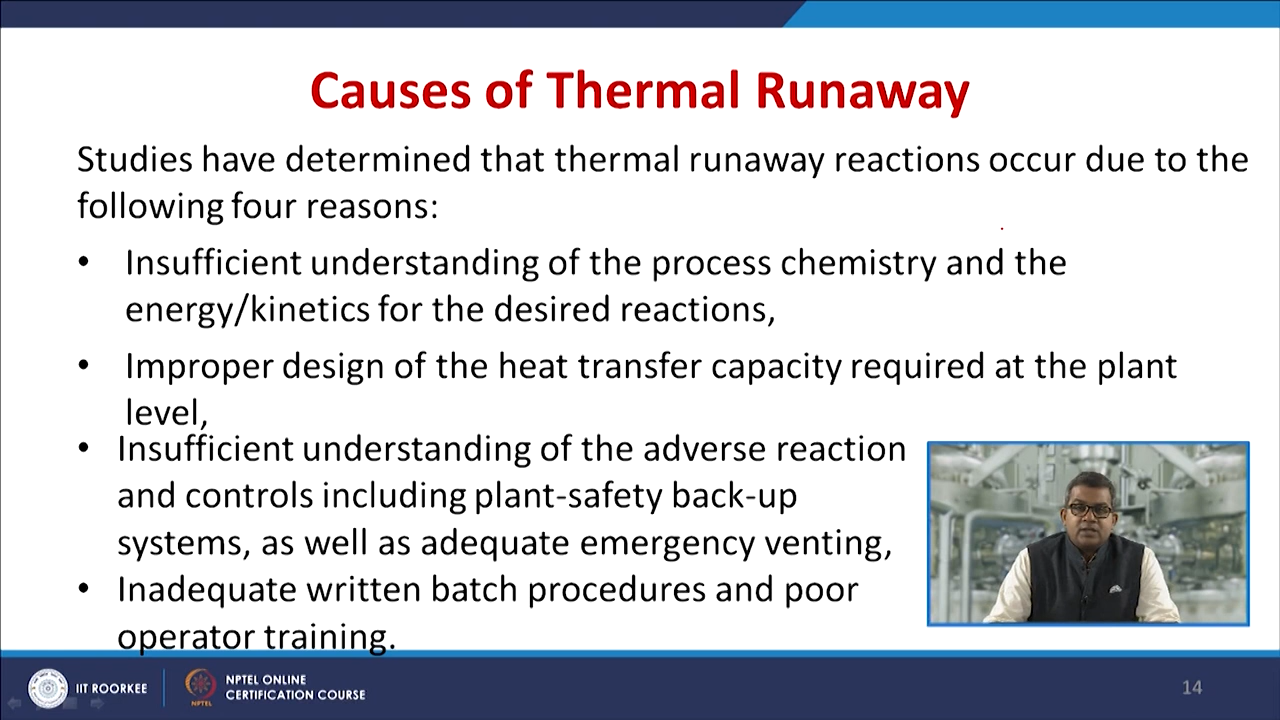 Causes of Thermal Runaway
Studies have determined that thermal runaway reactions occur due to the
following four reasons:
• Insufficient understanding of the process chemistry and the
energy/kinetics for the desired reactions,
• Improper design of the heat transfer capacity required at the plant
level,
• Insufficient understanding of the adverse reaction
and controls including plant-safety back-up
systems, as well as adequate emergency venting,
• Inadequate written batch procedures and poor
operator training.
IIT ROORKEE
NPTEL
NPTEL ONLINE
CERTIFICATION COURSE
14